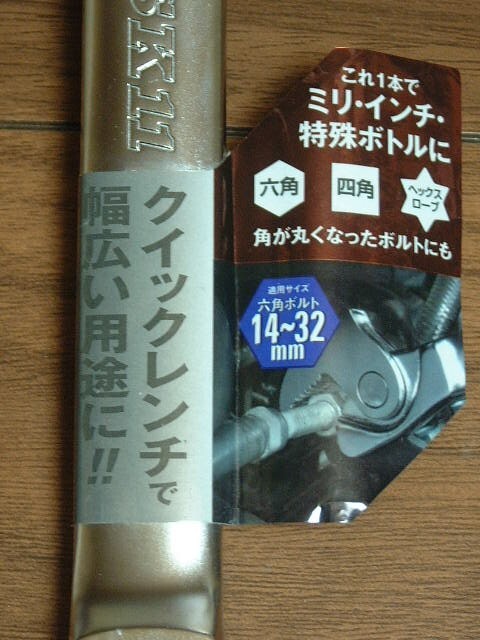 SK11
クイックレンチで
幅広い用途に!!
これ1本で
ミリ・インチ・
特殊ボトルに
六角
四角
ヘックス
ローブ
角が丸くなったボルトにも
適用サイズ
六角ボルト
14~32
mm